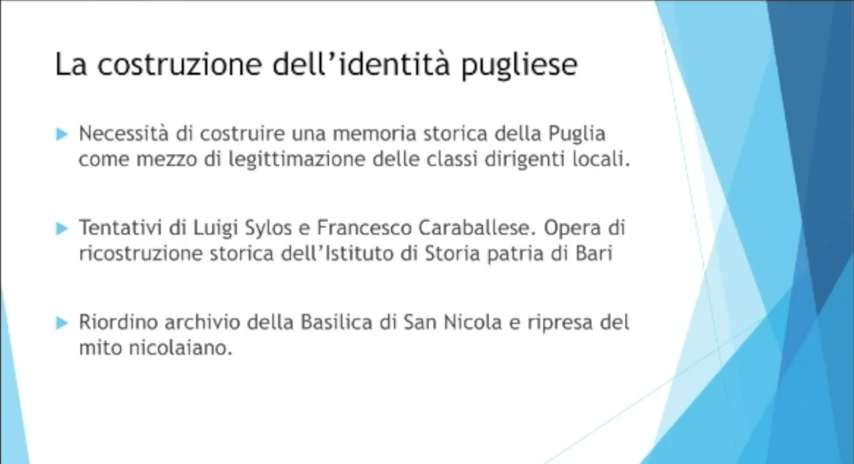 La costruzione dell'identità pugliese
Necessità di costruire una memoria storica della Puglia
come mezzo di legittimazione delle classi dirigenti locali.
Tentativi di Luigi Sylos e Francesco Caraballese. Opera di
ricostruzione storica dell'Istituto di Storia patria di Bari
Riordino archivio della Basilica di San Nicola e ripresa del
mito nicolaiano.